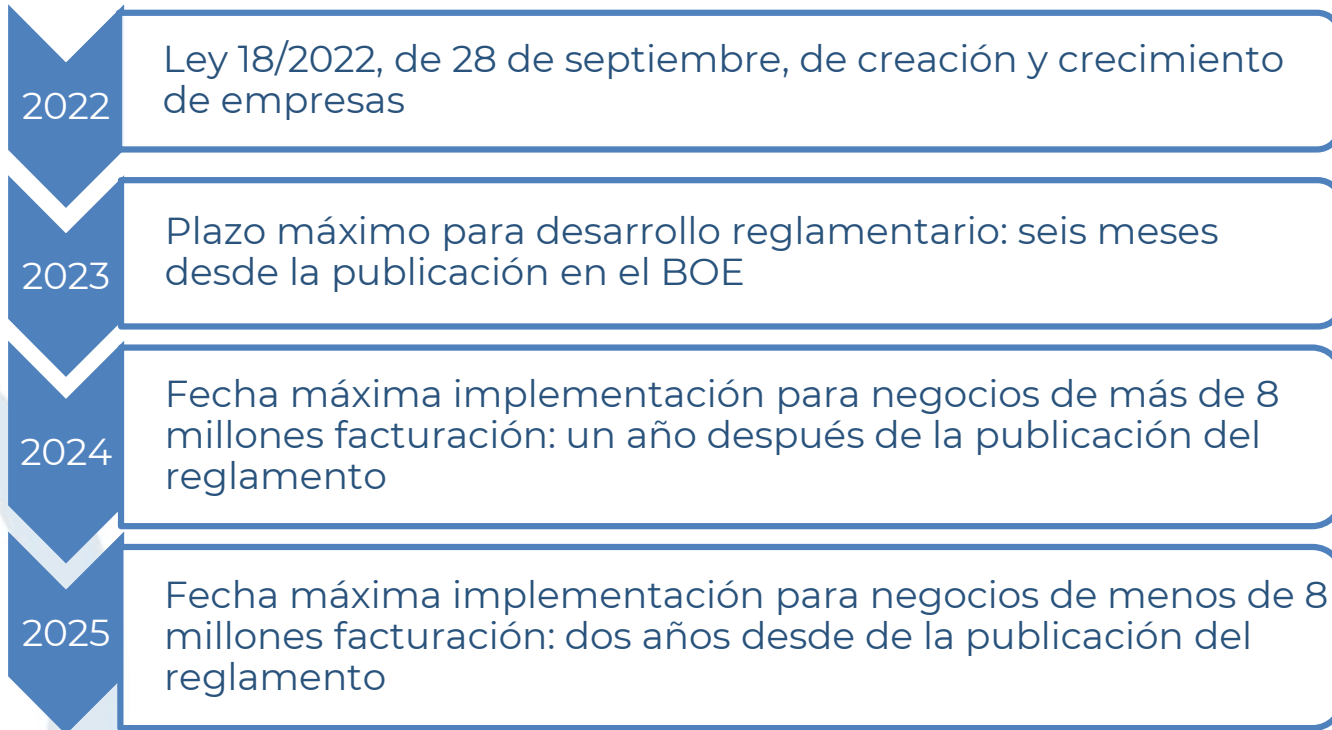 2022
Ley 18/2022, de 28 de septiembre, de creación y crecimiento
de empresas
2023
Plazo máximo para desarrollo reglamentario: seis meses
desde la publicación en el BOE
2024
Fecha máxima implementación para negocios de más de 8
millones facturación: un año después de la publicación del
reglamento
2025
Fecha máxima implementación para negocios de menos de 8
millones facturación: dos años desde de la publicación del
reglamento